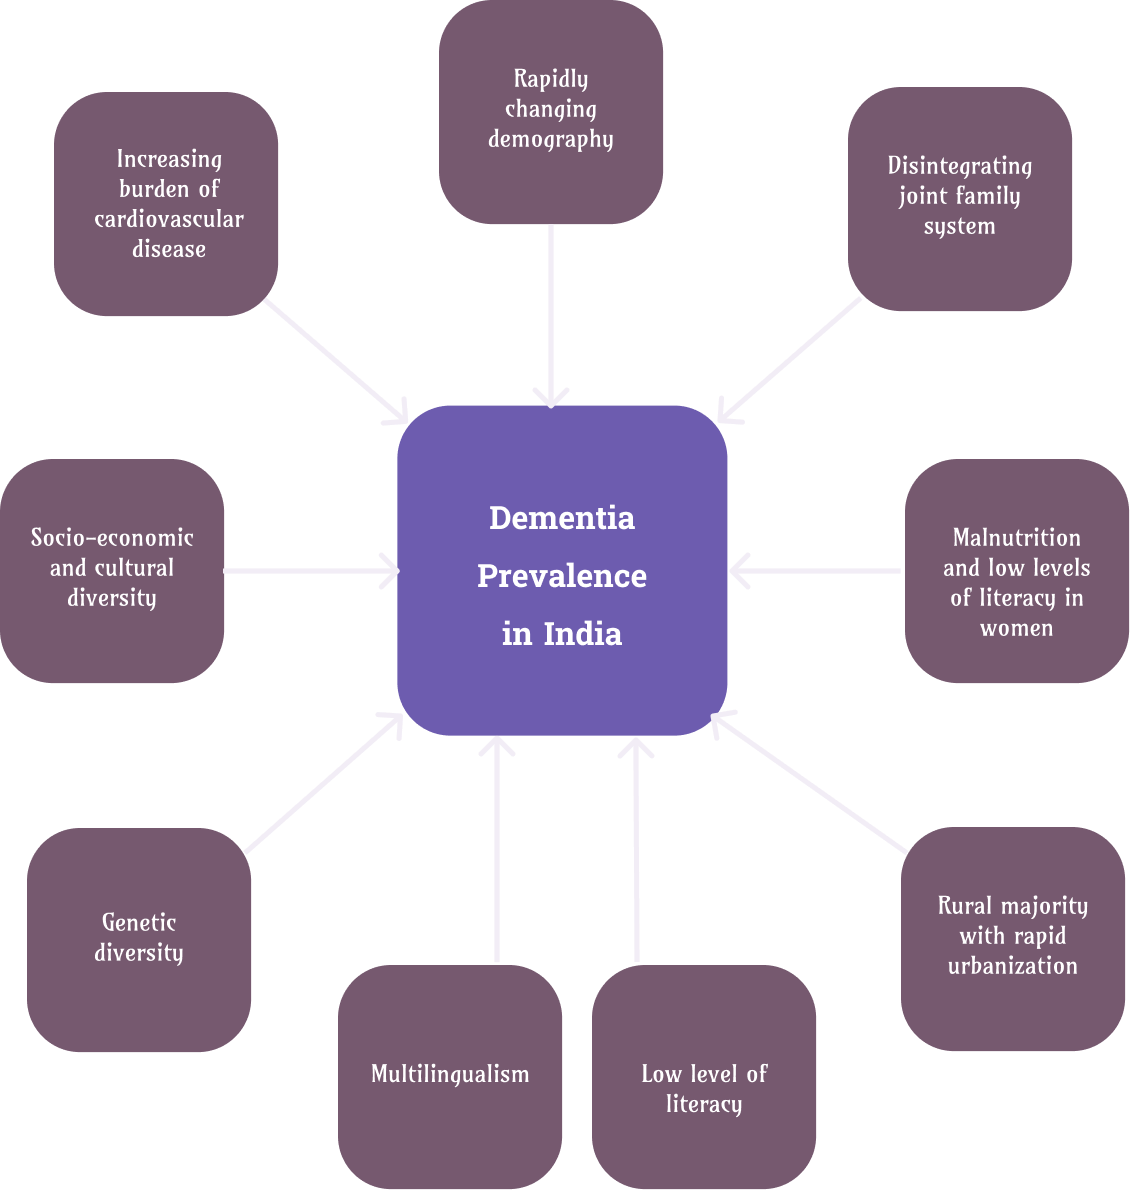 Rapidly
changing
demography
Increasing
burden of
cardiovascular
disease
Disintegrating
joint family
system
Dementia
Prevalence
in India
Socio-economic
and cultural
diversity
Malnutrition
and low levels
of literacy in
women
Genetic
diversity
Rural majority
with rapid
urbanization
Multilingualism
Low level of
literacy